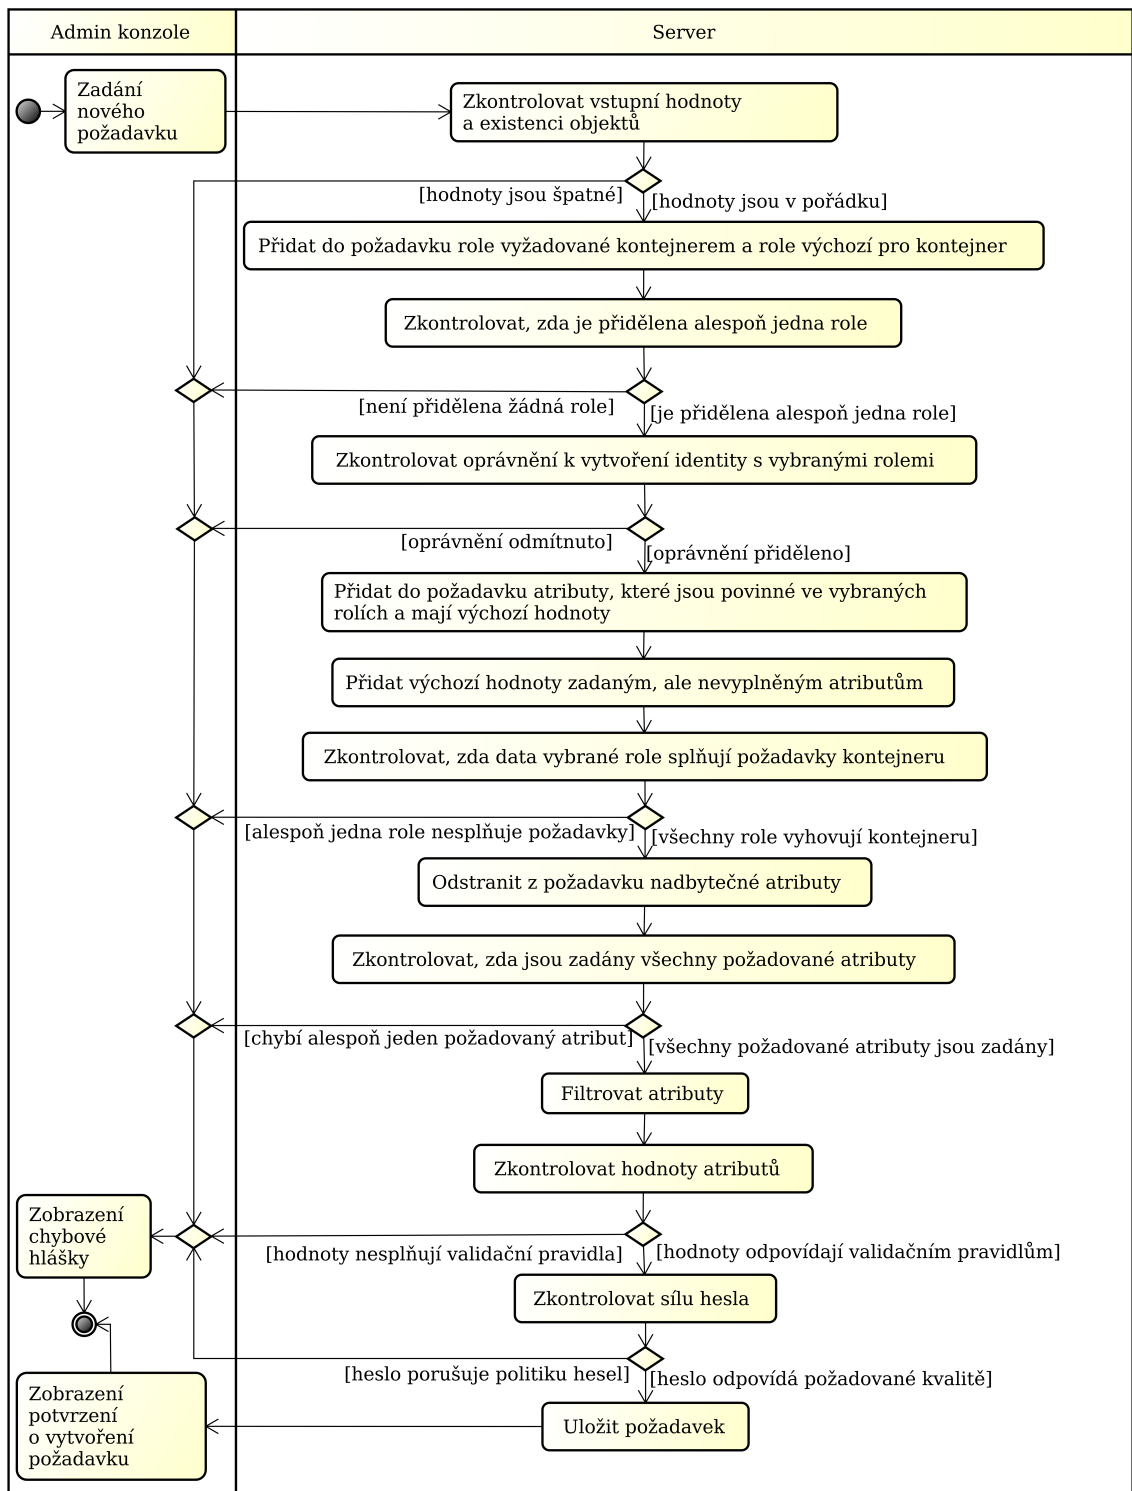 Admin konzole
Server
Zadání
nového
požadavku
Zkontrolovat vstupní hodnoty
a existenci objektů
[hodnoty jsou špatné]
[hodnoty jsou v pořádku]
Přidat do požadavku role vyžadované kontejnerem a role výchozí pro kontejner
Zkontrolovat, zda je přidělena alespoň jedna role
[není přidělena žádná role]
[je přidělena alespoň jedna role]
Zkontrolovat oprávnění k vytvoření identity s vybranými rolemi
[oprávnění odmítnuto]
[oprávnění přiděleno]
Přidat do požadavku atributy, které jsou povinné ve vybraných
rolích a mají výchozí hodnoty
Přidat výchozí hodnoty zadaným, ale nevyplněným atributům
Zkontrolovat, zda data vybrané role splňují požadavky kontejneru
[alespoň jedna role nesplňuje požadavky]
[všechny role vyhovují kontejneru]
Odstranit z požadavku nadbytečné atributy
Zkontrolovat, zda jsou zadány všechny požadované atributy
[chybí alespoň jeden požadovaný atribut]
[všechny požadované atributy jsou zadány]
Filtrovat atributy
Zkontrolovat hodnoty atributů
Zobrazení
chybové
hlášky
[hodnoty nesplňují validační pravidla]
[hodnoty odpovídají validačním pravidlům]
Zkontrolovat sílu hesla
[heslo porušuje politiku hesel]
[heslo odpovídá požadované kvalitě]
Zobrazení
potvrzení
o vytvoření
požadavku
Uložit požadavek